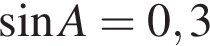 sin A = 0,3